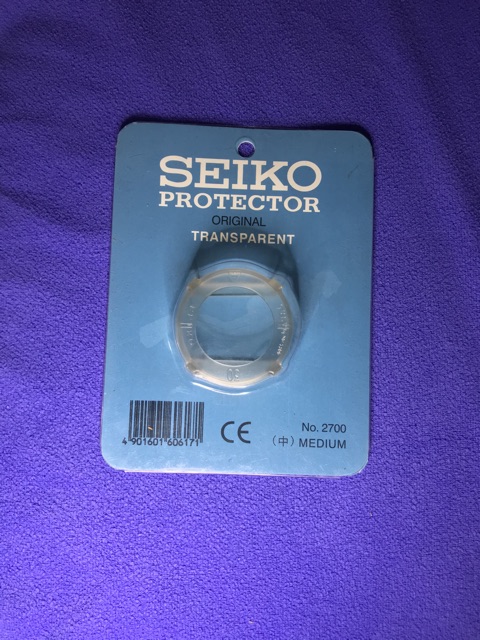 SEIKO
PROTECTOR
ORIGINAL
TRANSPARENT
4 901601 606171
CE
No. 2700
(中) MEDIUM